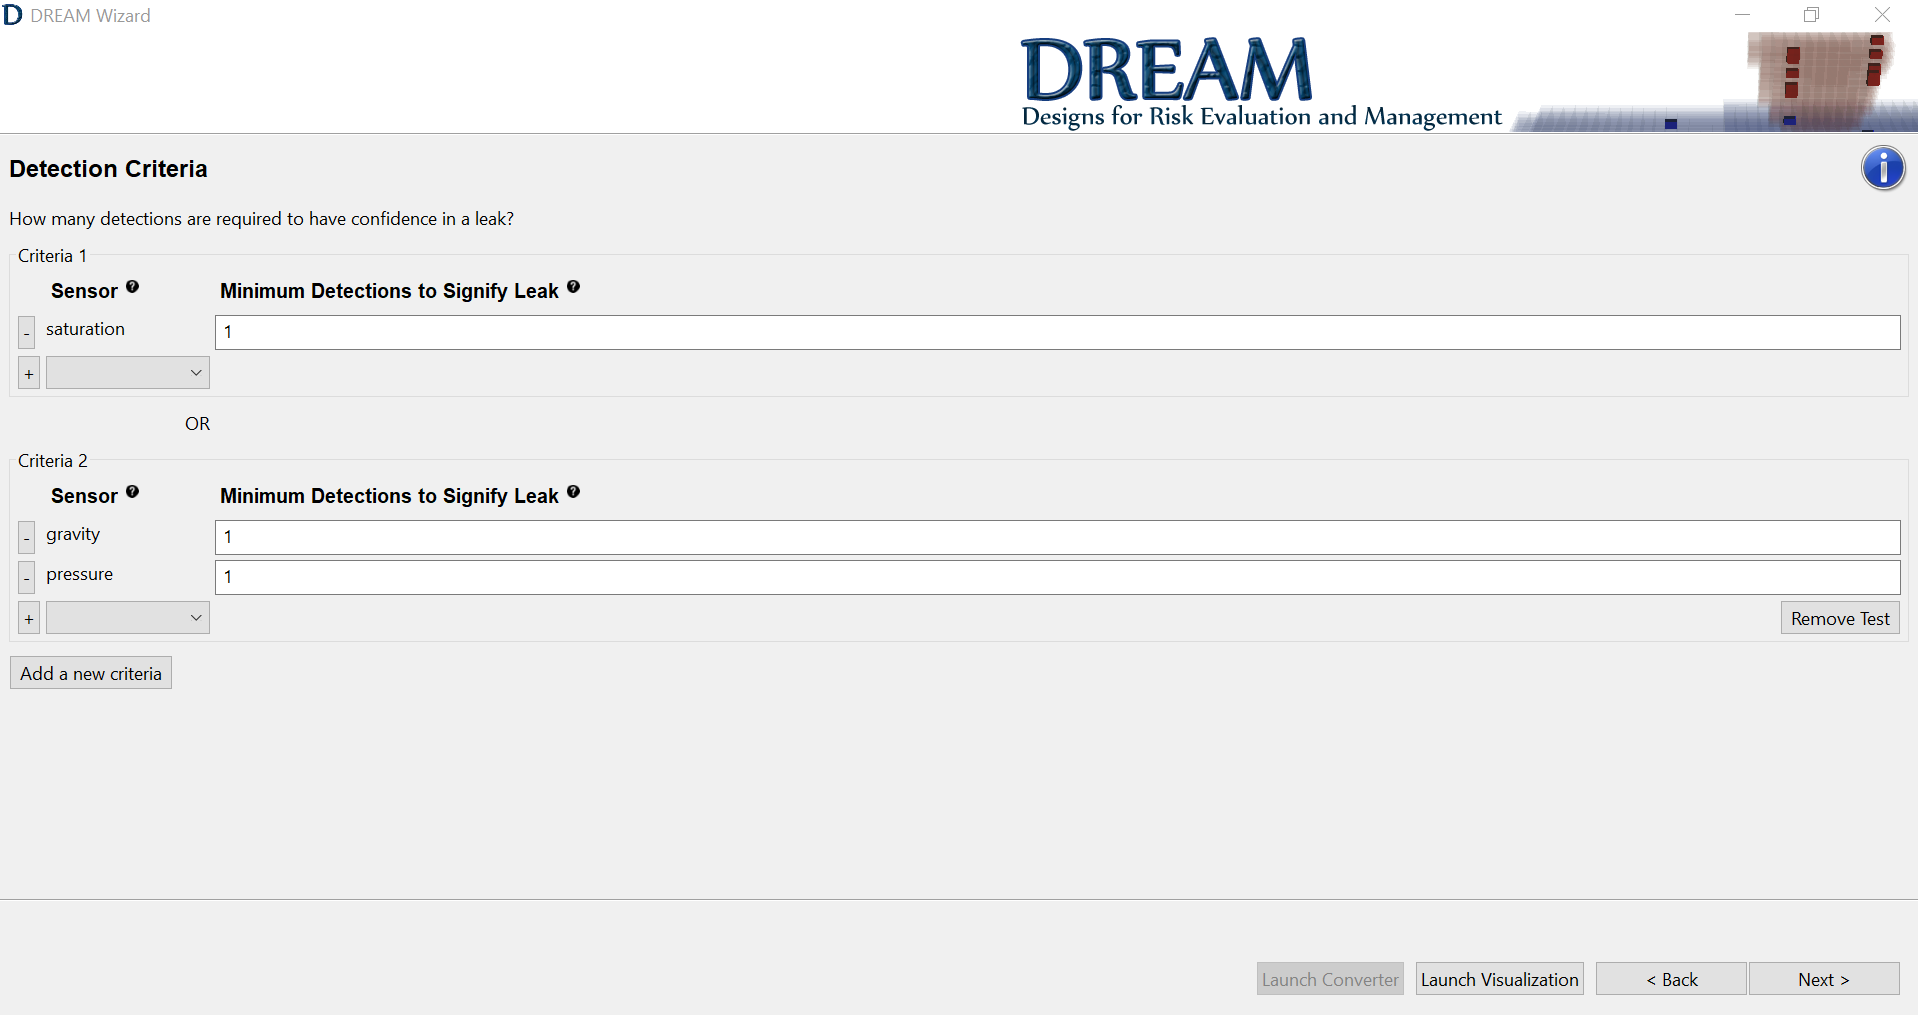 DREAM Wizard
DREAM
Designs for Risk Evaluation and Management
Detection Criteria
How many detections are required to have confidence in a leak?
Criteria 1
Sensor ? Minimum Detections to Signify Leak ?
- saturation 1
+
OR
Criteria 2
Sensor ? Minimum Detections to Signify Leak ?
- gravity 1
- pressure 1
+ Remove Test
Add a new criteria
Launch Converter Launch Visualization < Back Next >